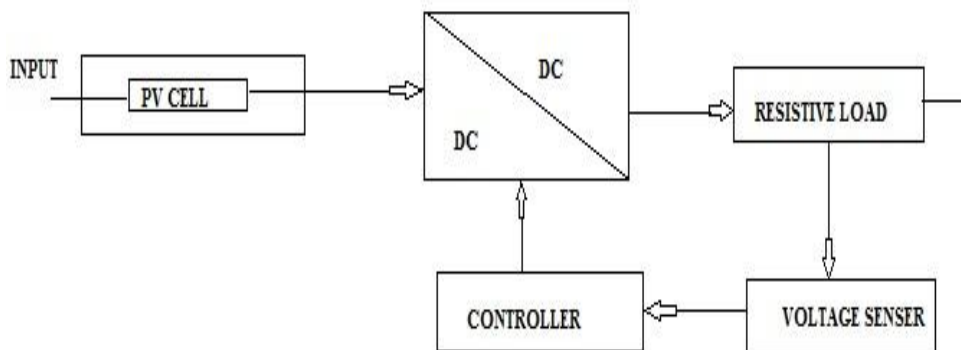 INPUT
PV CELL
DC
DC
RESISTIVE LOAD
CONTROLLER
VOLTAGE SENSER